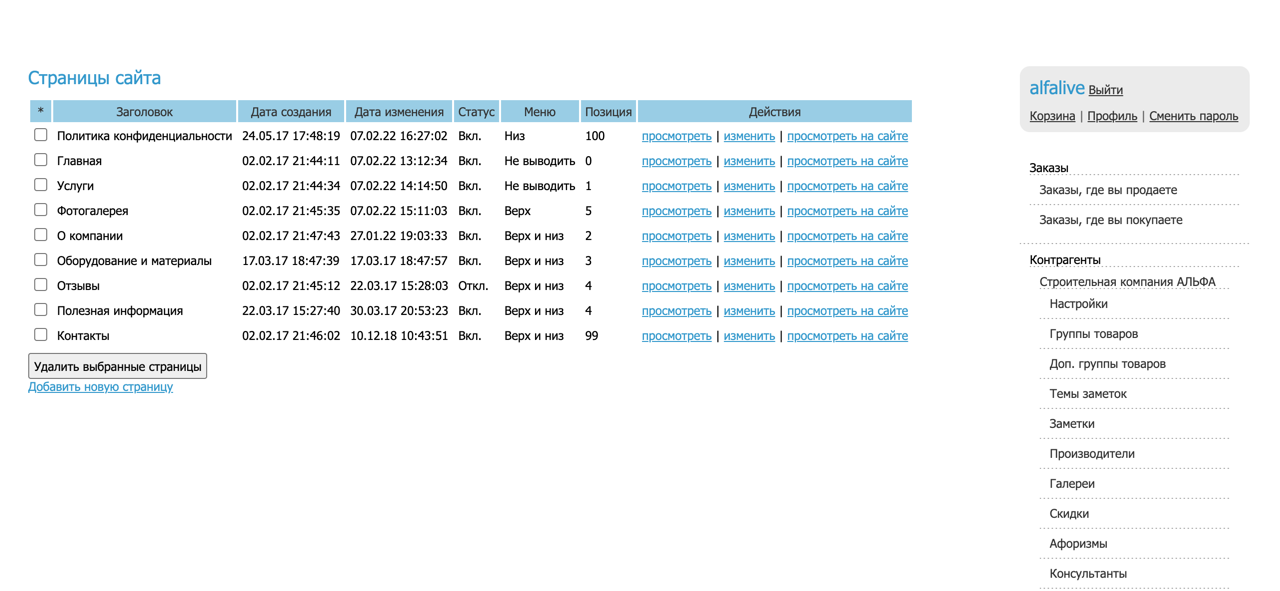 Страницы сайта
* Заголовок Дата создания Дата изменения Статус Меню Позиция Действия
Политика конфиденциальности 24.05.17 17:48:19 07.02.22 16:27:02 Вкл. Низ 100 просмотреть | изменить | просмотреть на сайте
Главная 02.02.17 21:44:11 07.02.22 13:12:34 Вкл. Не выводить 0 просмотреть | изменить | просмотреть на сайте
Услуги 02.02.17 21:44:34 07.02.22 14:14:50 Вкл. Не выводить 1 просмотреть | изменить | просмотреть на сайте
Фотогалерея 02.02.17 21:45:35 07.02.22 15:11:03 Вкл. Верх 5 просмотреть | изменить | просмотреть на сайте
О компании 02.02.17 21:47:43 27.01.22 19:03:33 Вкл. Верх и низ 2 просмотреть | изменить | просмотреть на сайте
Оборудование и материалы 17.03.17 18:47:39 17.03.17 18:47:57 Вкл. Верх и низ 3 просмотреть | изменить | просмотреть на сайте
Отзывы 02.02.17 21:45:12 22.03.17 15:28:03 Откл. Верх и низ 4 просмотреть | изменить | просмотреть на сайте
Полезная информация 22.03.17 15:27:40 30.03.17 20:53:23 Вкл. Верх и низ 4 просмотреть | изменить | просмотреть на сайте
Контакты 02.02.17 21:46:02 10.12.18 10:43:51 Вкл. Верх и низ 99 просмотреть | изменить | просмотреть на сайте
Удалить выбранные страницы
Добавить новую страницу
alfalive Выйти
Корзина | Профиль | Сменить пароль
Заказы
Заказы, где вы продаете
Заказы, где вы покупаете
Контрагенты
Строительная компания АЛЬФА
Настройки
Группы товаров
Доп. группы товаров
Темы заметок
Заметки
Производители
Галереи
Скидки
Афоризмы
Консультанты